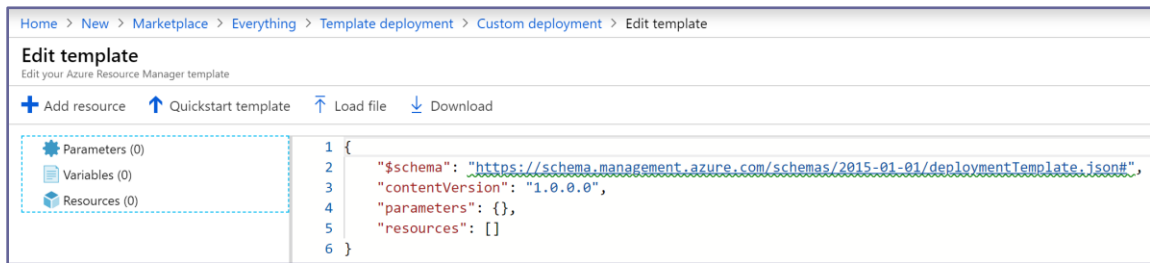 Home > New > Marketplace > Everything > Template deployment > Custom deployment > Edit template
Edit template
Edit your Azure Resource Manager template
Add resource Quickstart template Load file Download
Parameters (0)
Variables (0)
Resources (0)
1 {
2 "$schema": "https://schema.management.azure.com/schemas/2015-01-01/deploymentTemplate.json#",
3 "contentVersion": "1.0.0.0",
4 "parameters": {},
5 "resources": []
6 }